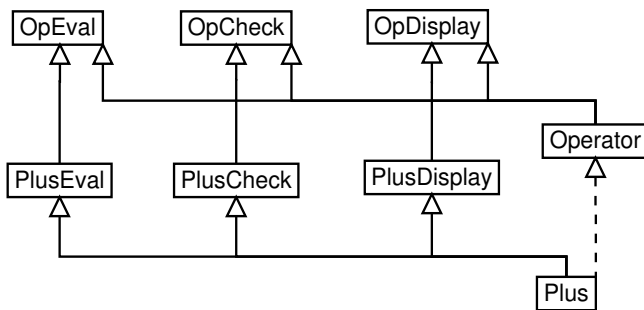 OpEval OpCheck OpDisplay
Operator
PlusEval PlusCheck PlusDisplay
Plus